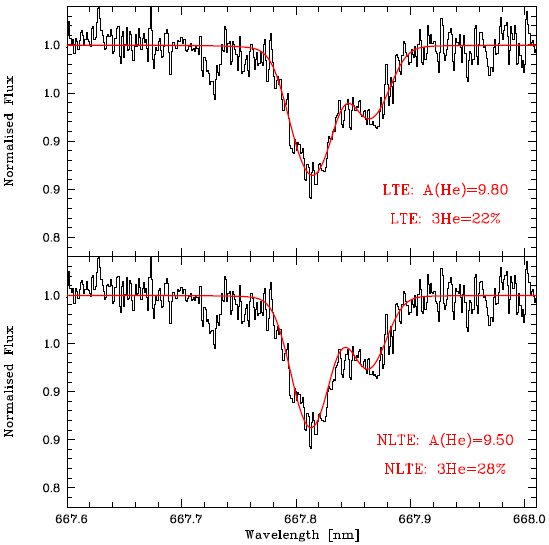 1.0
1.0
0.9
0.9
0.8
Normalised Flux
LTE: A(He)=9.80
LTE: 3He=22%
1.0
1.0
0.9
0.9
0.8
Normalised Flux
NLTE: A(He)=9.50
NLTE: 3He=28%
667.6 667.7 667.8 667.9 668.0
Wavelength [nm]